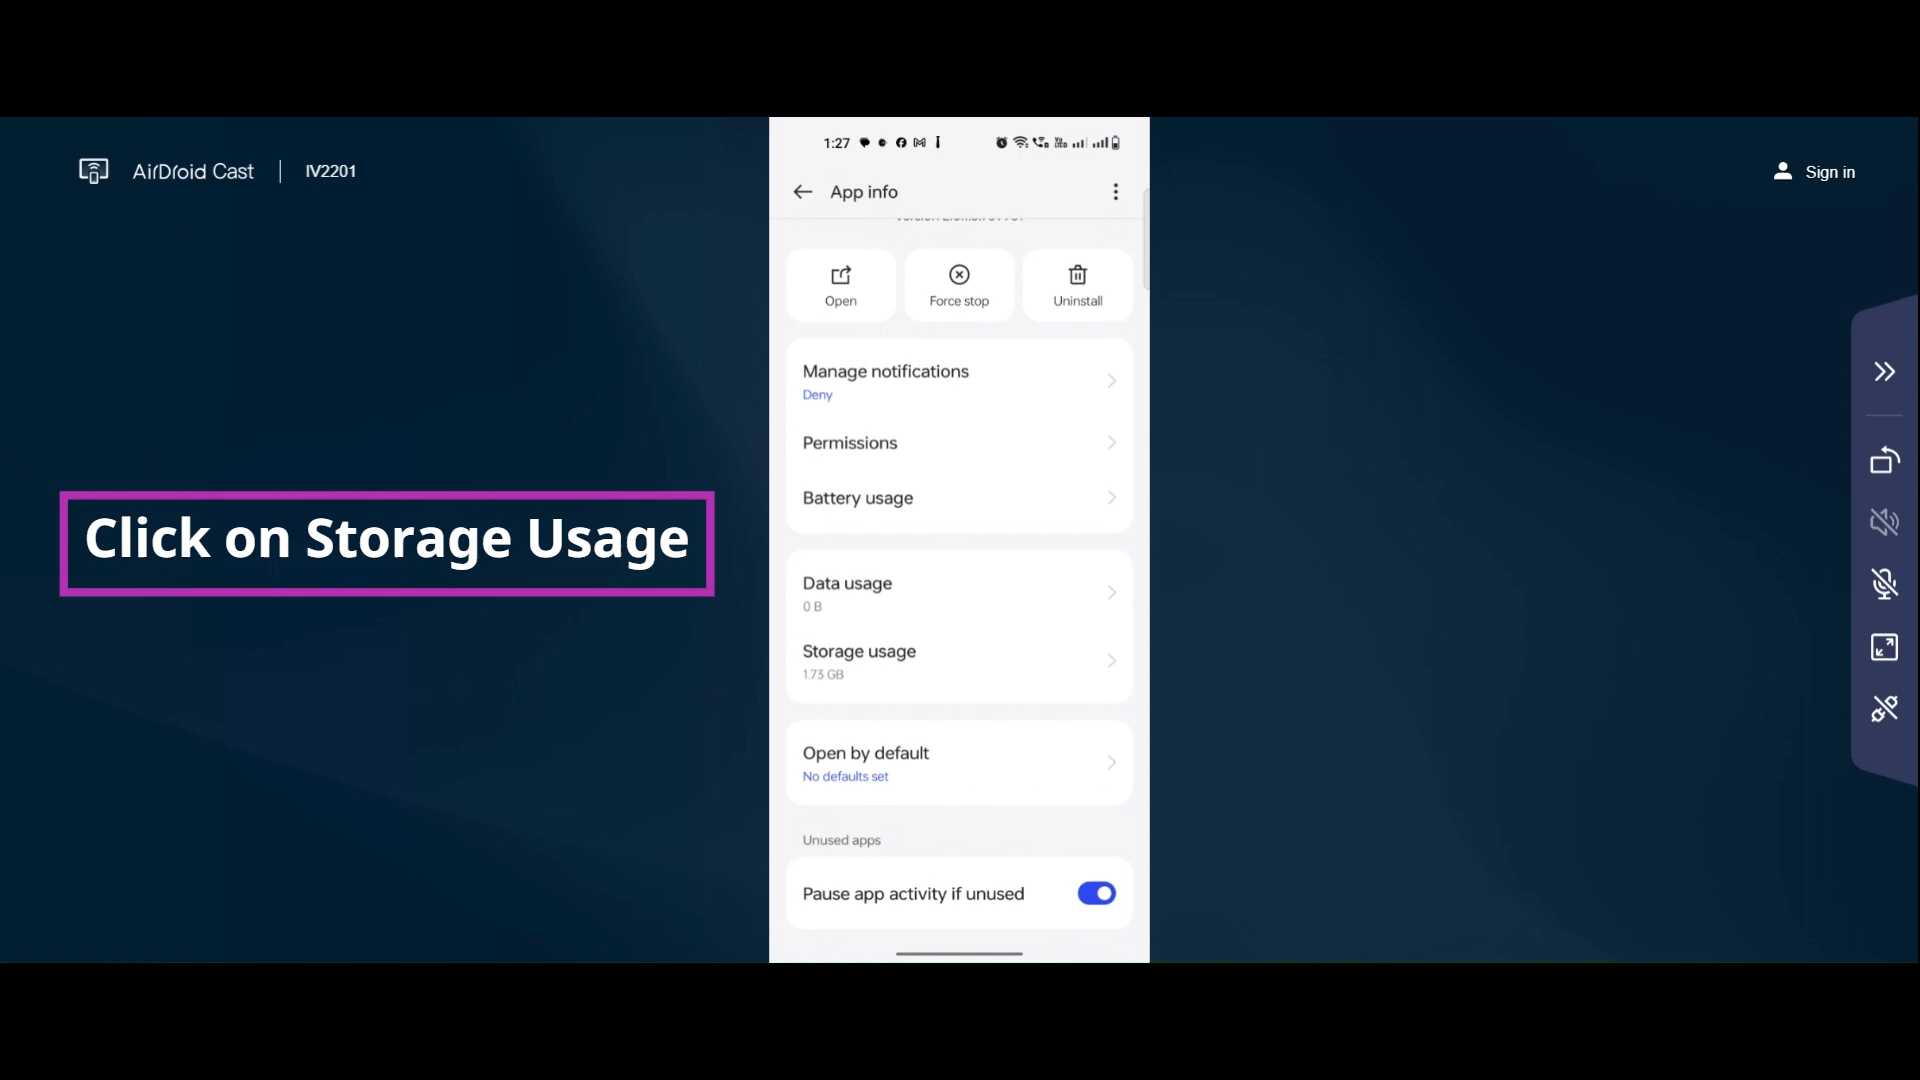 AirDroid Cast | IV2201
Sign in
1:27
App info
Open
Force stop
Uninstall
Manage notifications
Deny
Permissions
Battery usage
Click on Storage Usage
Data usage
0 B
Storage usage
1.73 GB
Open by default
No defaults set
Unused apps
Pause app activity if unused